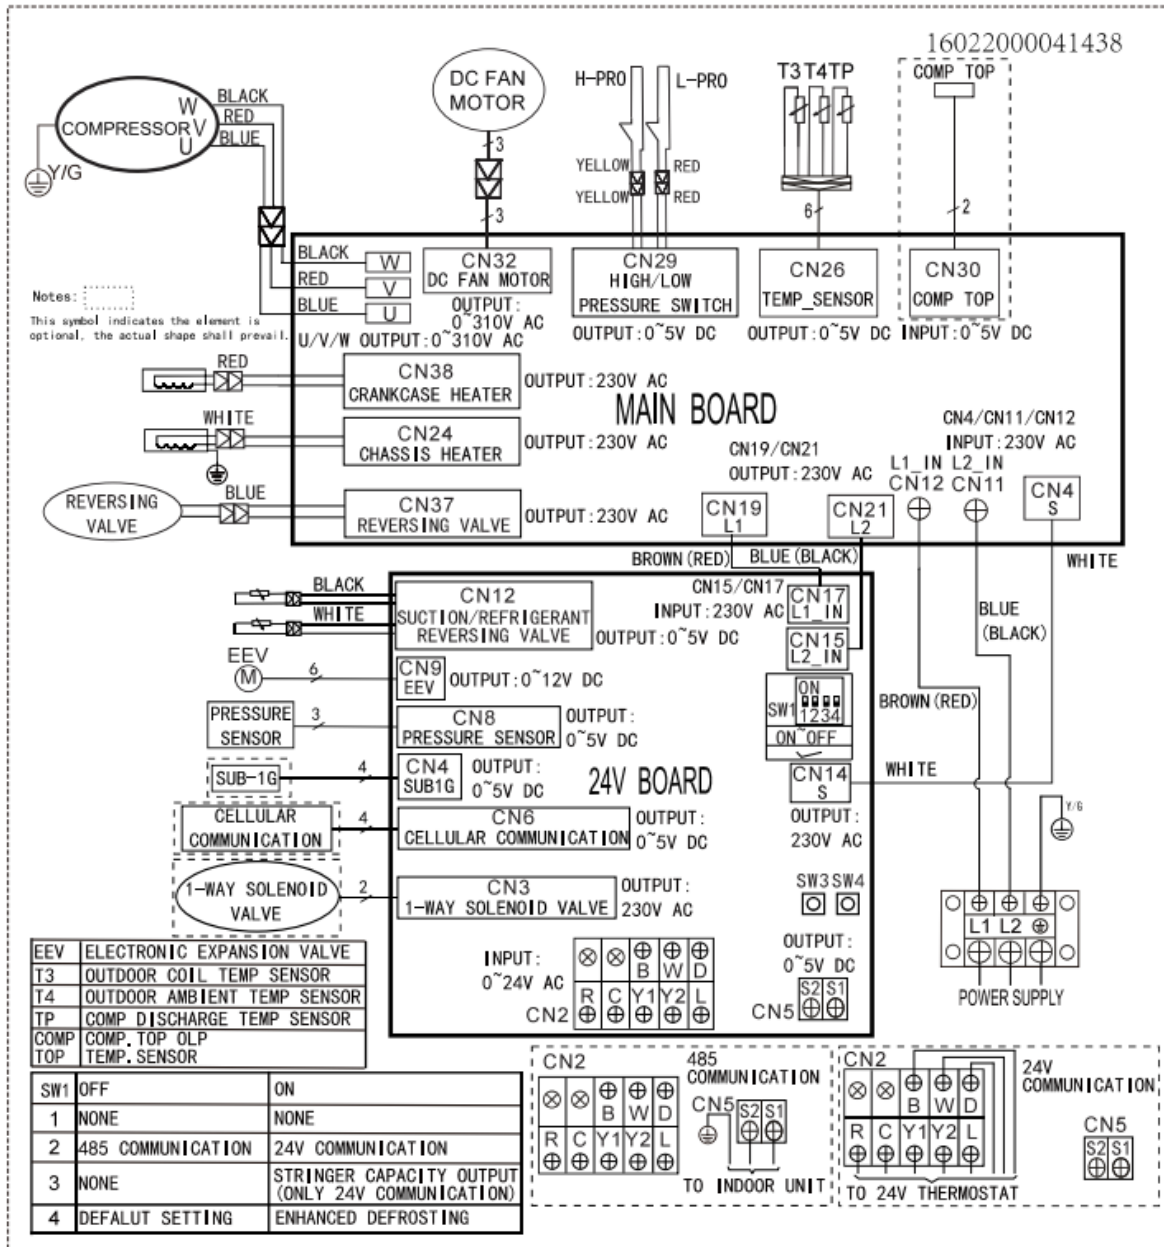 16022000041438
COMPRESSOR
W
V
U
BLACK
RED
BLUE
Y/G
DC FAN
MOTOR
3
3
H-PRO
L-PRO
YELLOW
RED
YELLOW
RED
T3 T4 TP
6
COMP TOP
2
BLACK
W
RED
V
BLUE
U
U/V/W OUTPUT:0~310V AC
CN32
DC FAN MOTOR
OUTPUT:
0~310V AC
CN29
HIGH/LOW
PRESSURE SWITCH
OUTPUT:0~5V DC
CN26
TEMP_SENSOR
OUTPUT:0~5V DC
CN30
COMP TOP
INPUT:0~5V DC
Notes:
This symbol indicates the element is
optional, the actual shape shall prevail.
RED
CN38
CRANKCASE HEATER
OUTPUT:230V AC
WHITE
CN24
CHASSIS HEATER
OUTPUT:230V AC
REVERSING
VALVE
BLUE
CN37
REVERSING VALVE
OUTPUT:230V AC
MAIN BOARD
CN19/CN21
OUTPUT:230V AC
CN19
L1
CN21
L2
CN4/CN11/CN12
INPUT:230V AC
L1_IN L2_IN
CN12 CN11
CN4
S
WHITE
BROWN(RED)
BLUE(BLACK)
BLUE
(BLACK)
BROWN(RED)
BLACK
WHITE
CN12
SUCTION/REFRIGERANT
REVERSING VALVE
OUTPUT:0~5V DC
CN15/CN17
INPUT:230V AC
CN17
L1_IN
CN15
L2_IN
EEV
M
6
CN9
EEV
OUTPUT:0~12V DC
SW1
ON
1234
ON~OFF
PRESSURE
SENSOR
3
CN8
PRESSURE SENSOR
OUTPUT:
0~5V DC
SUB-1G
4
CN4
SUB1G
OUTPUT:
0~5V DC
24V BOARD
CN14
S
WHITE
OUTPUT:
230V AC
CELLULAR
COMMUNICATION
4
CN6
CELLULAR COMMUNICATION
OUTPUT:
0~5V DC
1-WAY SOLENOID
VALVE
2
CN3
1-WAY SOLENOID VALVE
OUTPUT:
230V AC
SW3 SW4
INPUT:
0~24V AC
CN2
B W D
R C Y1 Y2 L
OUTPUT:
0~5V DC
CN5
S2 S1
Y/G
L1 L2
POWER SUPPLY
EEV ELECTRONIC EXPANSION VALVE
T3 OUTDOOR COIL TEMP SENSOR
T4 OUTDOOR AMBIENT TEMP SENSOR
TP COMP DISCHARGE TEMP SENSOR
COMP TOP COMP.TOP OLP
TEMP.SENSOR
SW1 OFF ON
1 NONE NONE
2 485 COMMUNICATION 24V COMMUNICATION
3 NONE STRINGER CAPACITY OUTPUT
(ONLY 24V COMMUNICATION)
4 DEFALUT SETTING ENHANCED DEFROSTING
CN2
B W D
R C Y1 Y2 L
485
COMMUNICATION
CN5
S2 S1
TO INDOOR UNIT
CN2
B W D
R C Y1 Y2 L
TO 24V THERMOSTAT
24V
COMMUNICATION
CN5
S2 S1